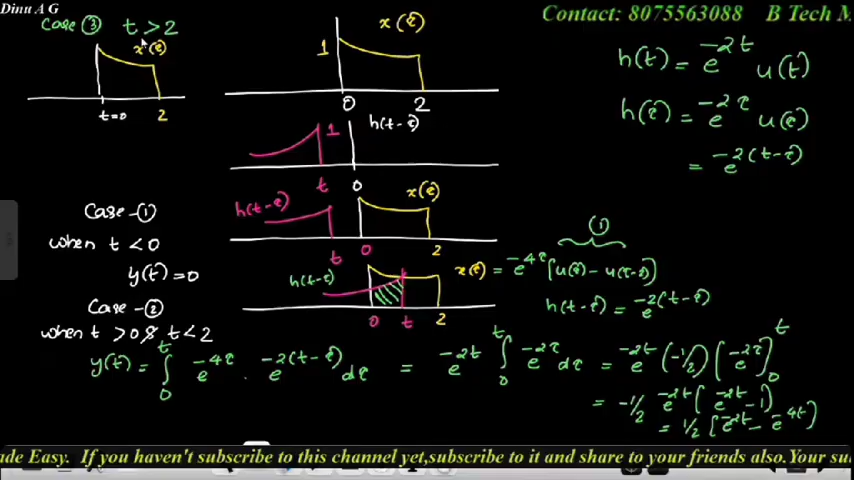 Dinu A G
Contact: 8075563088 B Tech M
Case ③ t > 2
x(τ)
t=0 2
x(τ)
1
0 2
h(t-τ)
1
t 0
h(t-τ) x(τ)
t 0 2
h(t-τ)
0 t 2
h(t) = e^{-2t} u(t)
h(τ) = e^{-2τ} u(τ)
= e^{-2(t-τ)}
Case-①
when t < 0
y(t) = 0
Case-②
when t > 0 & t < 2
①
x(τ) = e^{-4τ} [u(τ) - u(τ-2)]
h(t-τ) = e^{-2(t-τ)}
y(t) = ∫_0^t e^{-4τ} . e^{-2(t-τ)} dτ = e^{-2t} ∫_0^t e^{-2τ} dτ = e^{-2t} (-1/2) [e^{-2τ}]_0^t
= -1/2 e^{-2t} [e^{-2t} - 1]
= 1/2 [e^{-2t} - e^{-4t}]
ade Easy. If you haven't subscribe to this channel yet,subscribe to it and share to your friends also.Your su